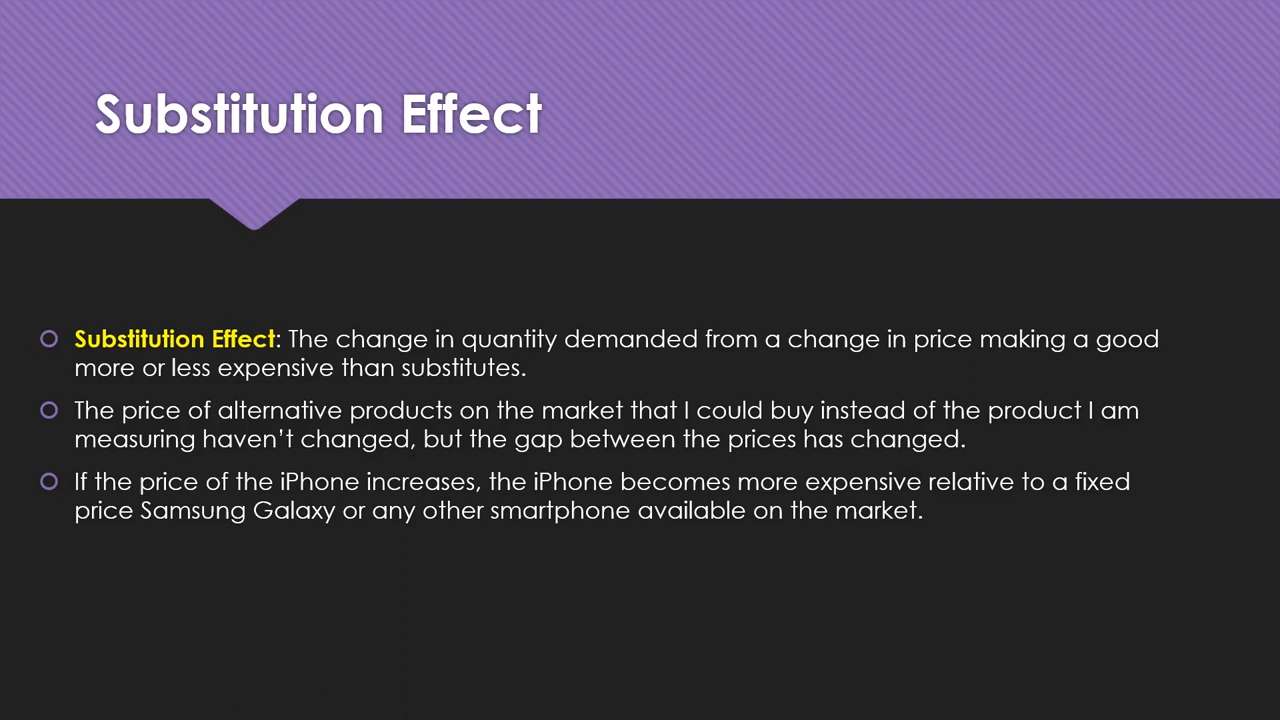 Substitution Effect
Substitution Effect: The change in quantity demanded from a change in price making a good
more or less expensive than substitutes.
The price of alternative products on the market that I could buy instead of the product I am
measuring haven’t changed, but the gap between the prices has changed.
If the price of the iPhone increases, the iPhone becomes more expensive relative to a fixed
price Samsung Galaxy or any other smartphone available on the market.